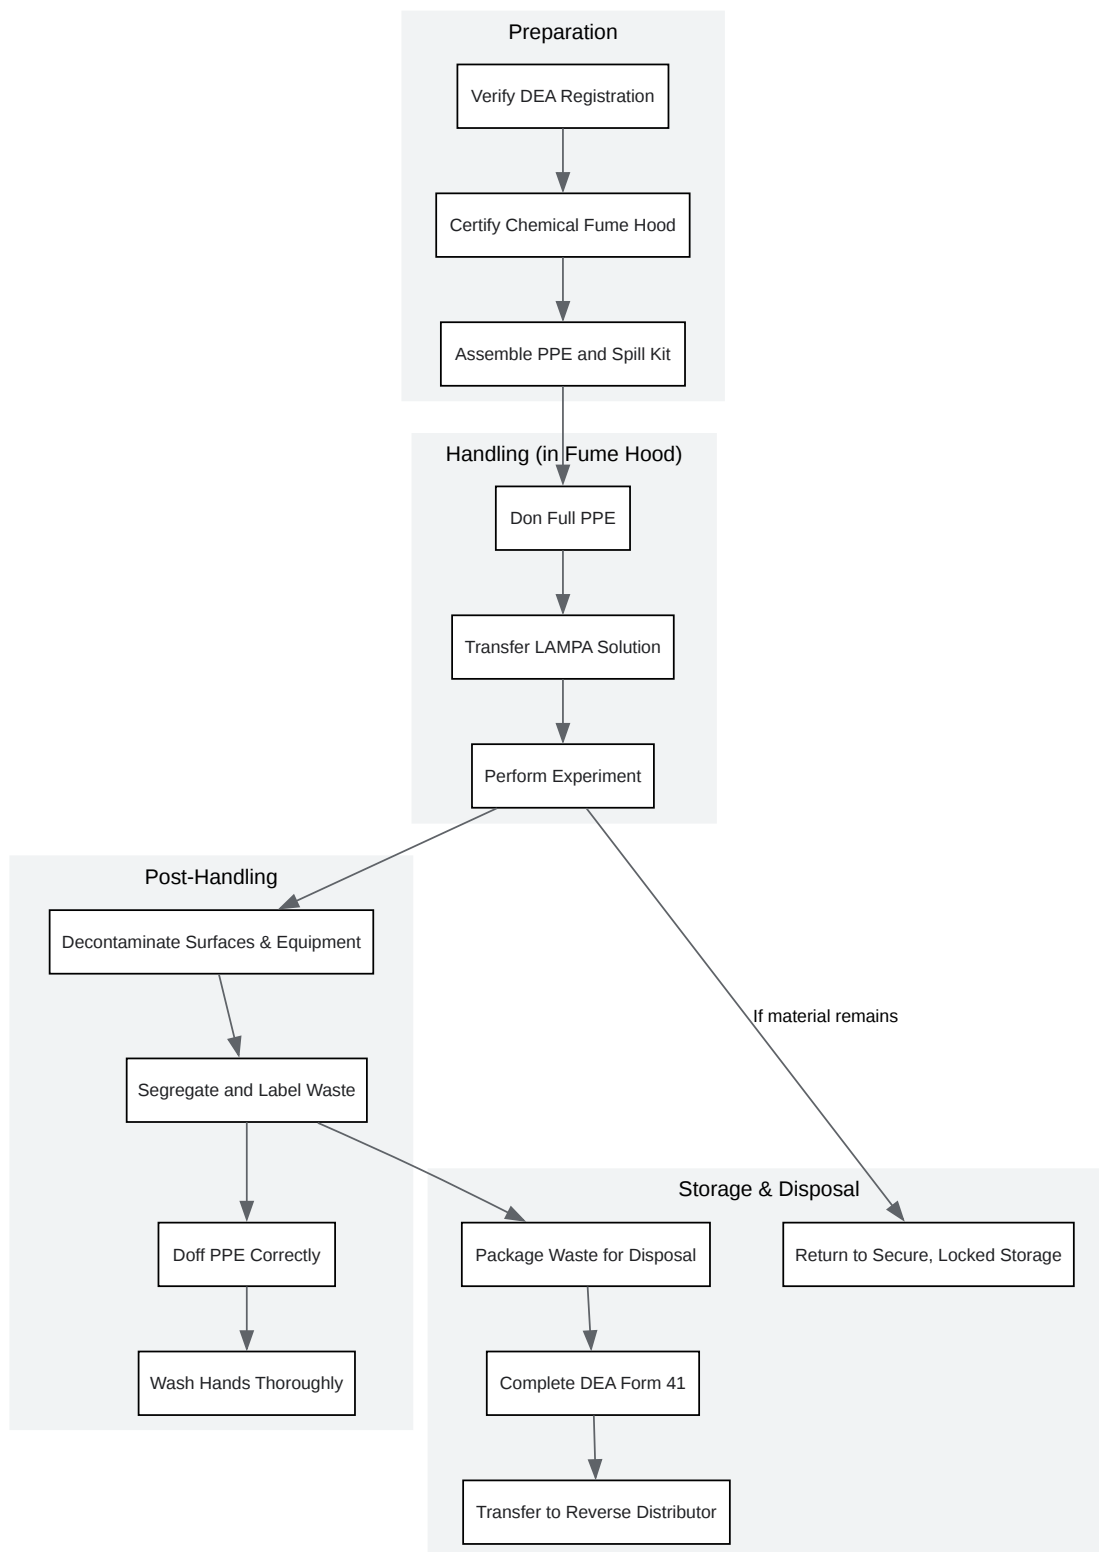 Preparation
Verify DEA Registration
Certify Chemical Fume Hood
Assemble PPE and Spill Kit
Handling (in Fume Hood)
Don Full PPE
Transfer LAMPA Solution
Perform Experiment
Post-Handling
Decontaminate Surfaces & Equipment
If material remains
Segregate and Label Waste
Storage & Disposal
Doff PPE Correctly
Package Waste for Disposal
Return to Secure, Locked Storage
Wash Hands Thoroughly
Complete DEA Form 41
Transfer to Reverse Distributor